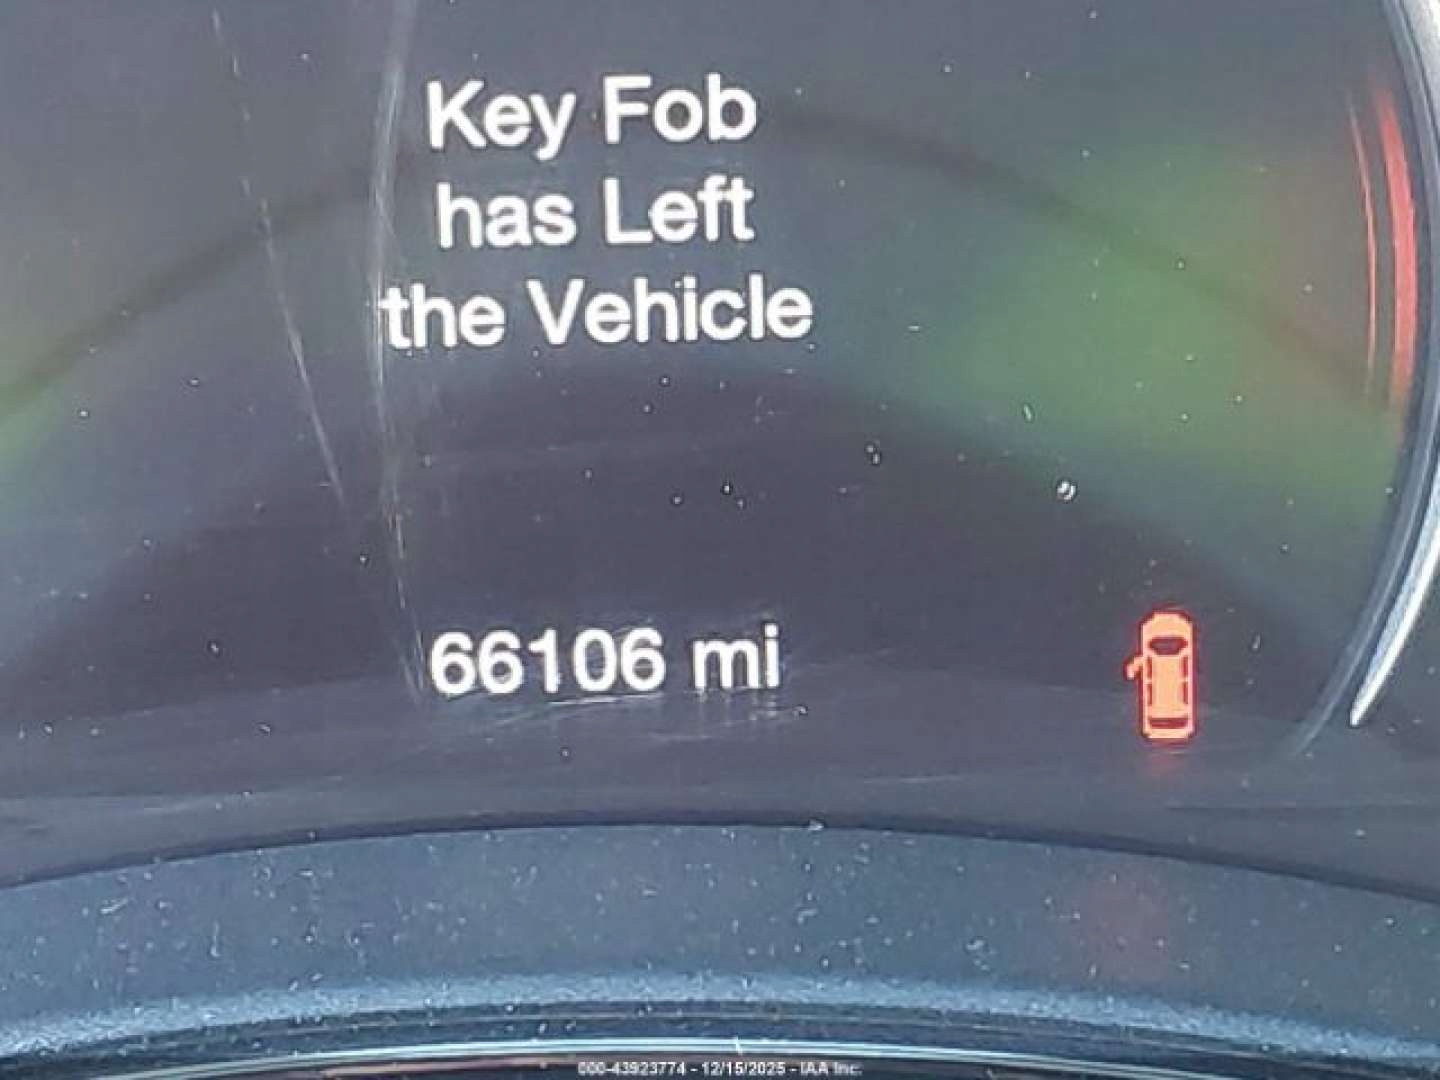 Key Fob
has Left
the Vehicle
66106 mi
000-43923774 - 12/15/2025 - IAA Inc.